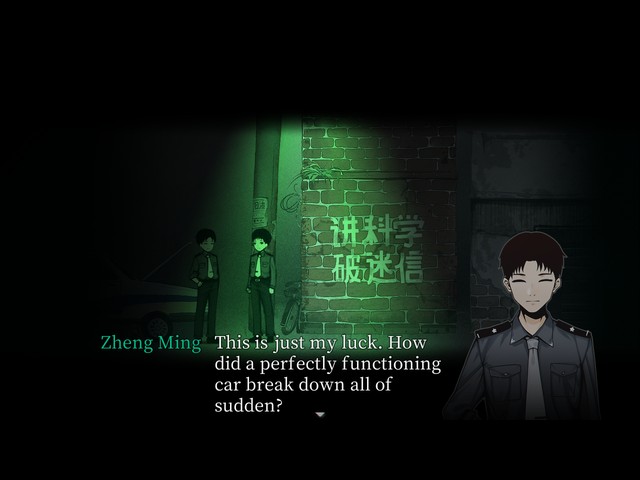 讲科学
破迷信
Zheng Ming
This is just my luck. How
did a perfectly functioning
car break down all of
sudden?